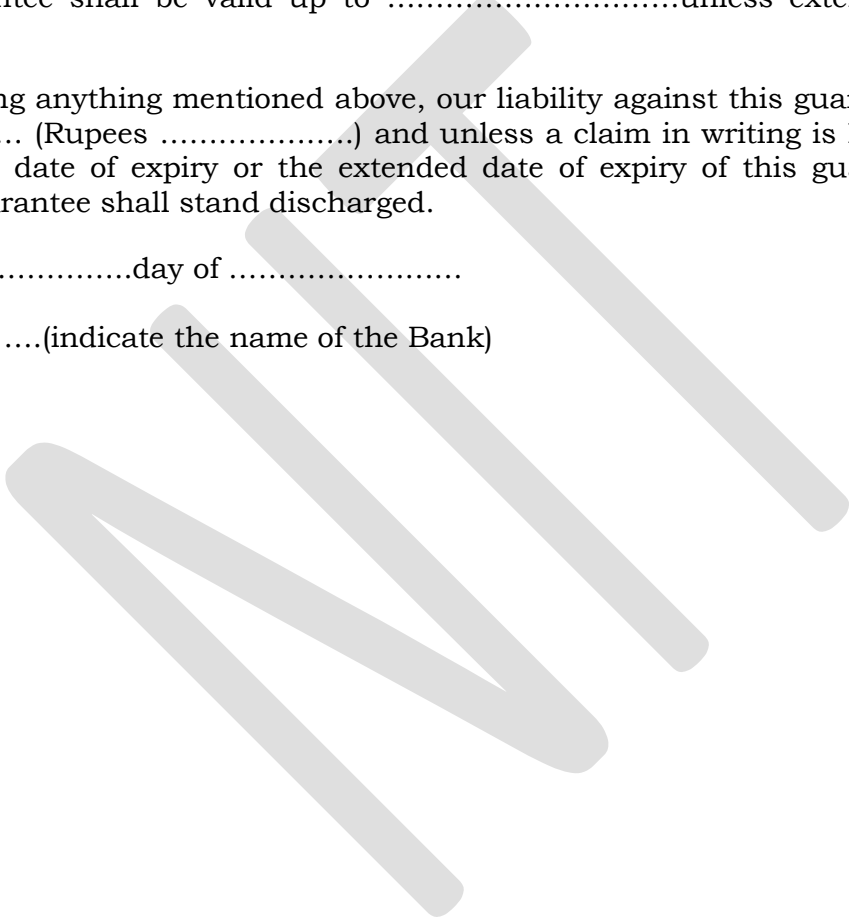 ntee shall be valid up to …………………………unless exte
ng anything mentioned above, our liability against this guar
… (Rupees ………………..) and unless a claim in writing is
date of expiry or the extended date of expiry of this gua
rantee shall stand discharged.
…………..day of ……………………
….(indicate the name of the Bank)
NIT